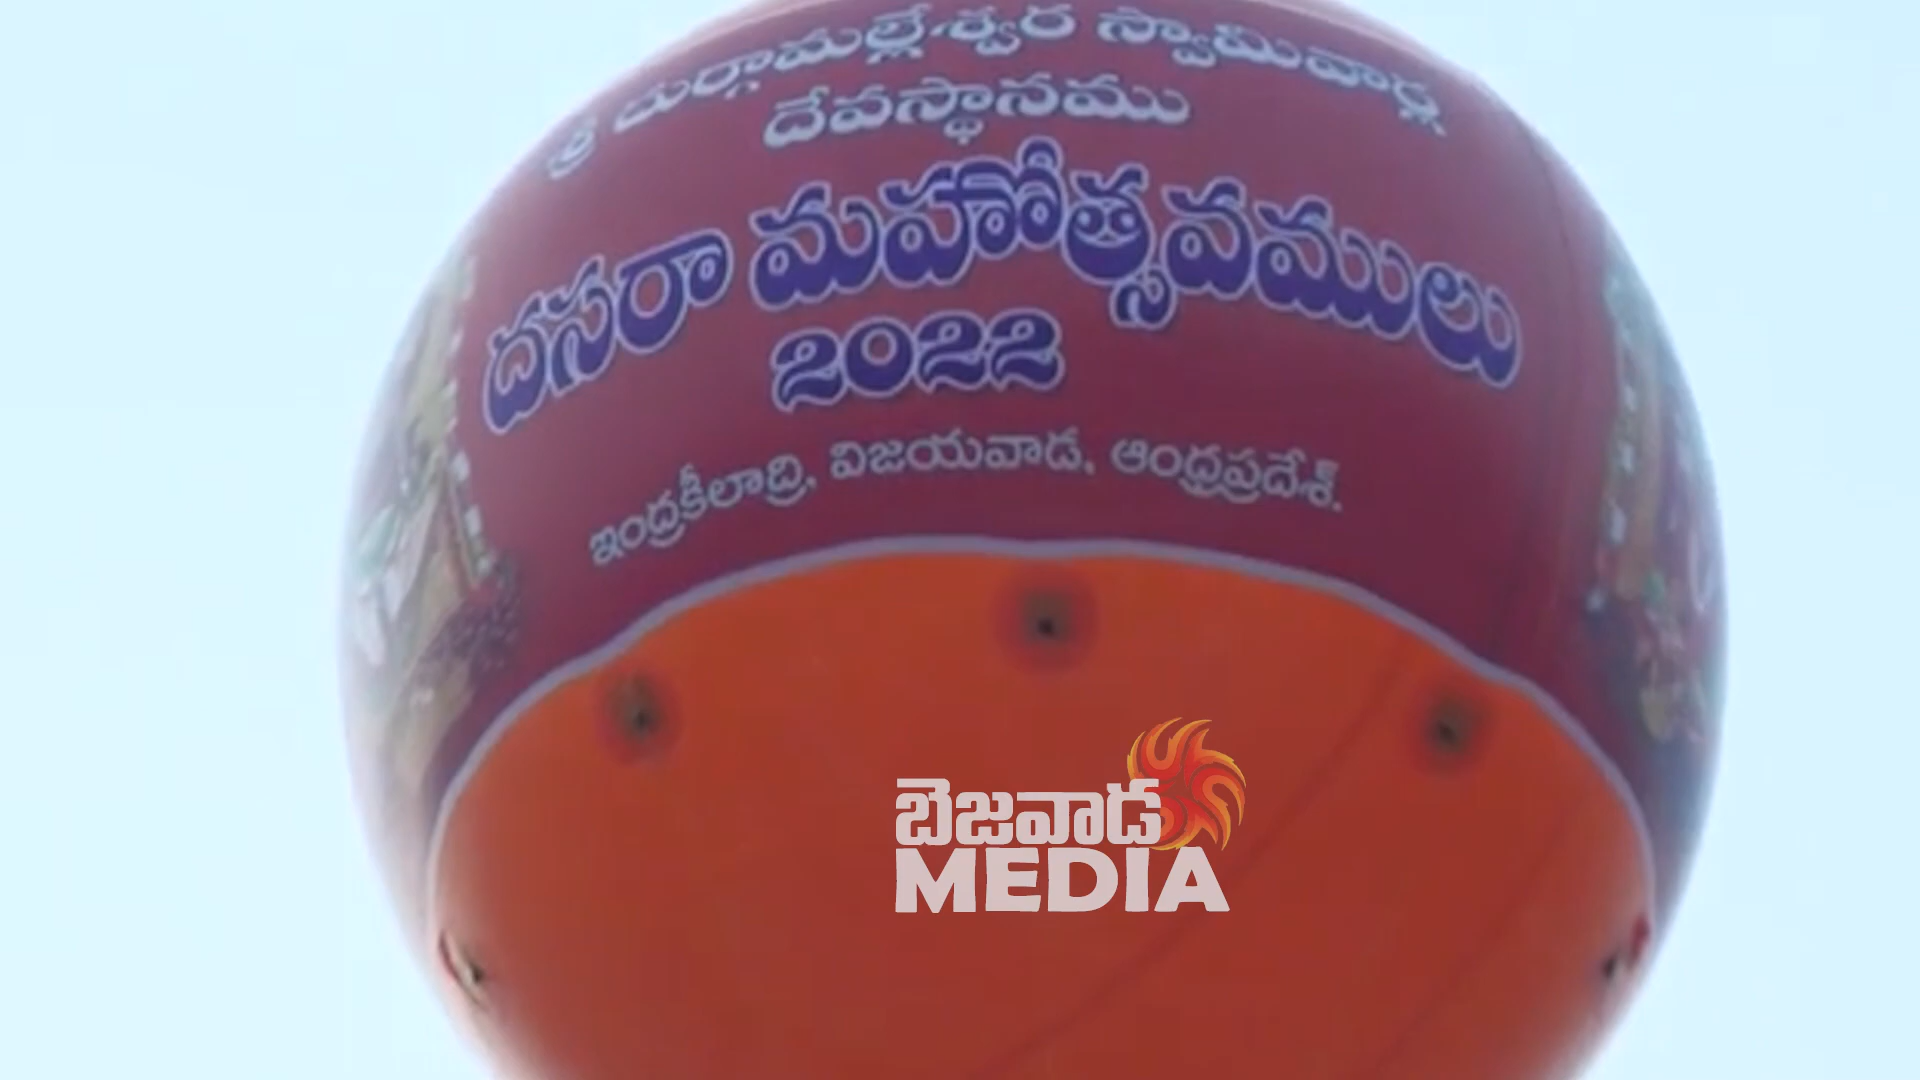 శ్రీ దుర్గామల్లేశ్వర స్వామివార్ల
దేవస్థానము
దసరా మహోత్సవములు
2022
ఇంద్రకీలాద్రి, విజయవాడ, ఆంధ్రప్రదేశ్.
బెజవాడ
MEDIA